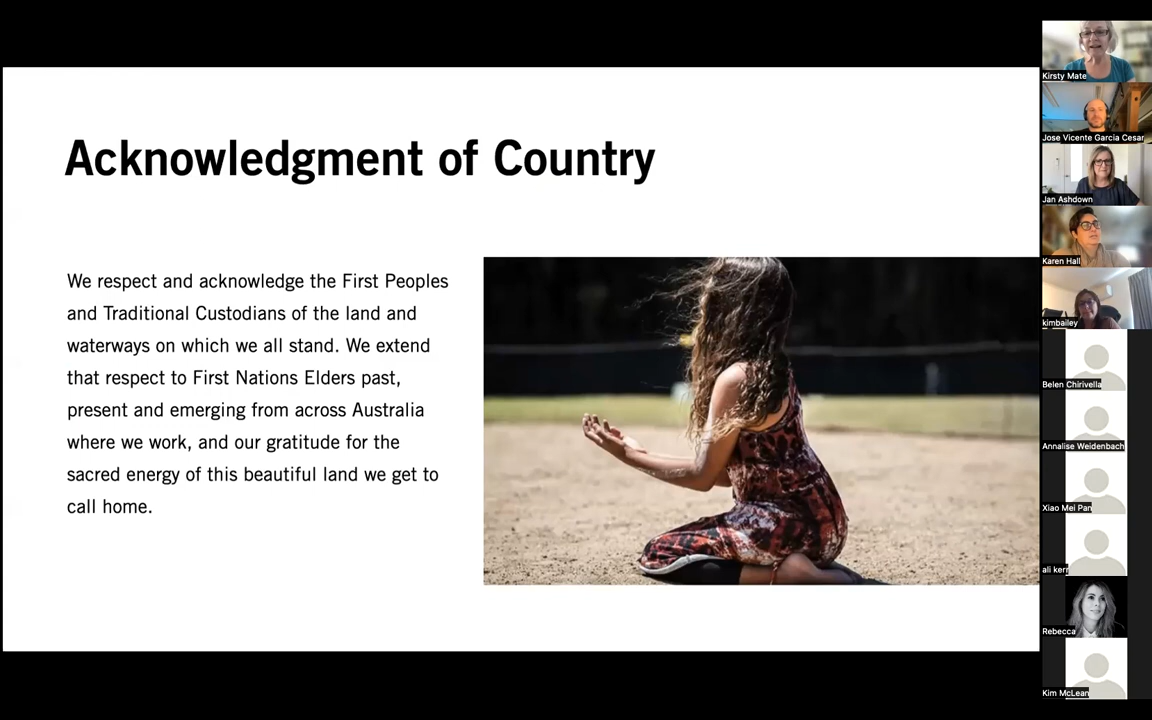 Acknowledgment of Country
We respect and acknowledge the First Peoples
and Traditional Custodians of the land and
waterways on which we all stand. We extend
that respect to First Nations Elders past,
present and emerging from across Australia
where we work, and our gratitude for the
sacred energy of this beautiful land we get to
call home.
Kirsty Mate
Jose Vicente Garcia Cesar
Jan Ashdown
Karen Hall
kimbailey
Belen Chirivella
Annalise Weidenbach
Xiao Mei Pan
ali kerr
Rebecca
Kim McLean